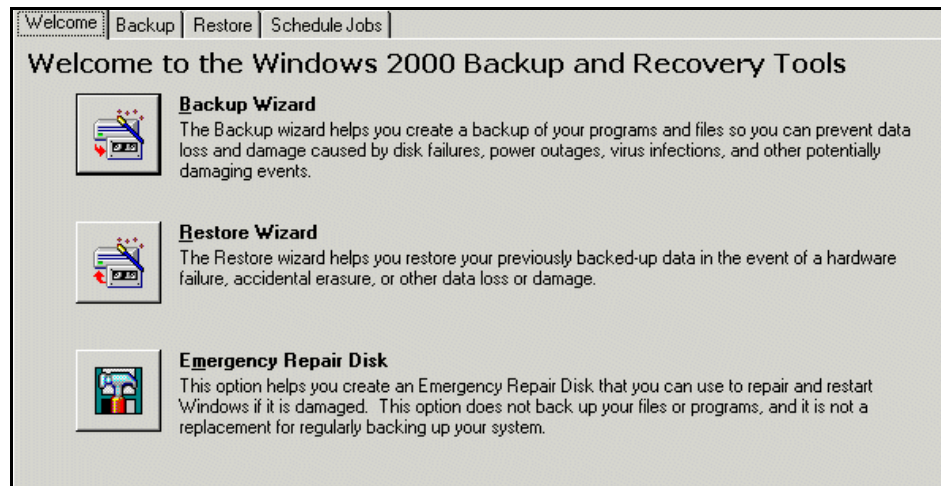 Welcome Backup Restore Schedule Jobs
Welcome to the Windows 2000 Backup and Recovery Tools
Backup Wizard
The Backup wizard helps you create a backup of your programs and files so you can prevent data
loss and damage caused by disk failures, power outages, virus infections, and other potentially
damaging events.
Restore Wizard
The Restore wizard helps you restore your previously backed-up data in the event of a hardware
failure, accidental erasure, or other data loss or damage.
Emergency Repair Disk
This option helps you create an Emergency Repair Disk that you can use to repair and restart
Windows if it is damaged.  This option does not back up your files or programs, and it is not a
replacement for regularly backing up your system.